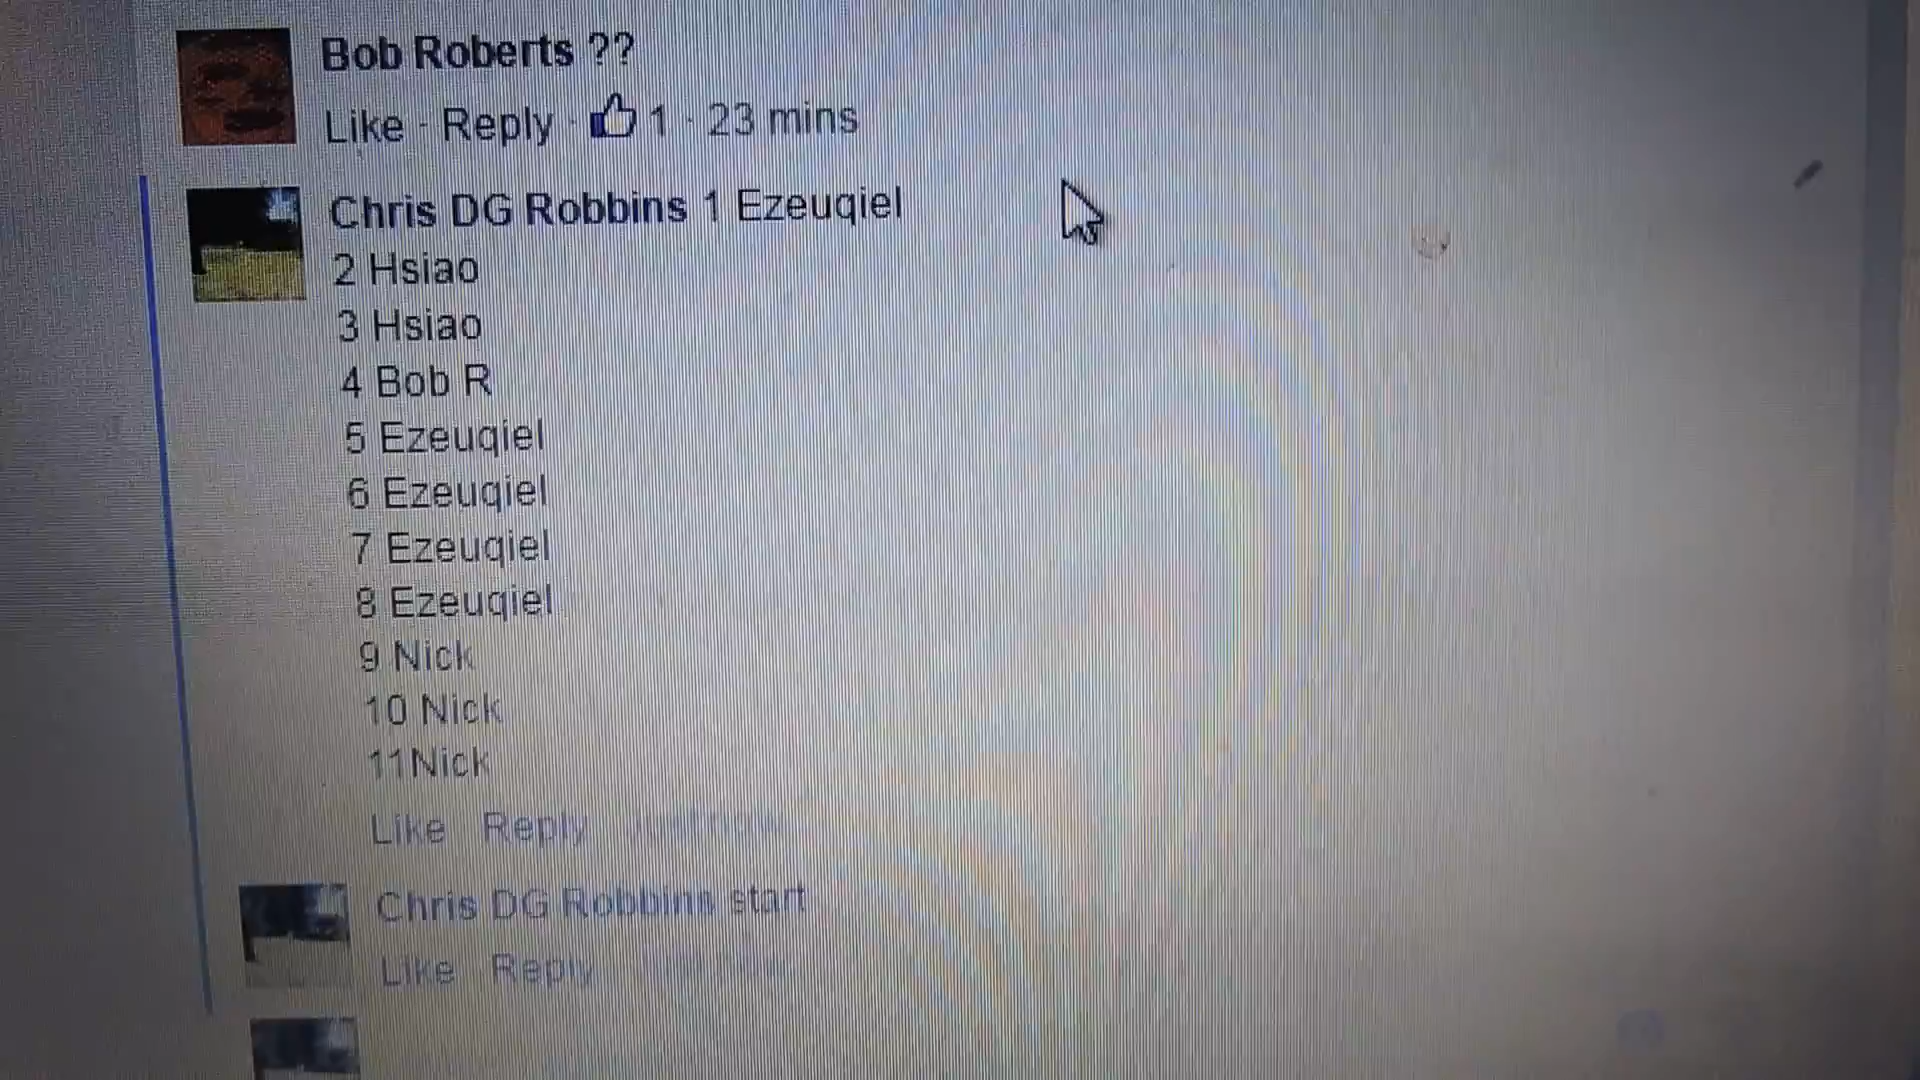 Bob Roberts ??
Like · Reply · 1 · 23 mins
Chris DG Robbins 1 Ezeuqiel
2 Hsiao
3 Hsiao
4 Bob R
5 Ezeuqiel
6 Ezeuqiel
7 Ezeuqiel
8 Ezeuqiel
9 Nick
10 Nick
11Nick
Like Reply Just now
Chris DG Robbins start
Like Reply